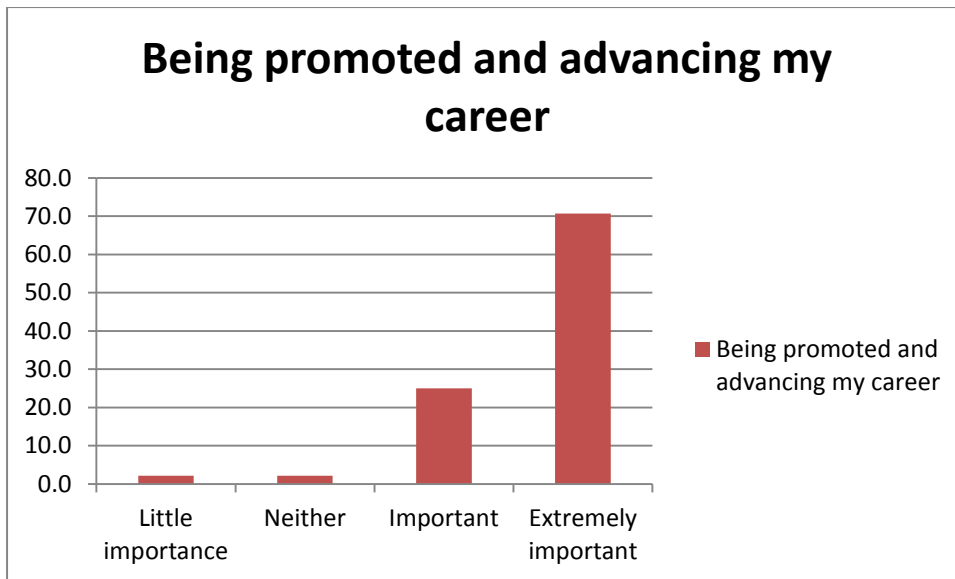 Being promoted and advancing my
career
80.0
70.0
60.0
50.0
40.0
30.0
20.0
10.0
0.0
Little
importance
Neither
Important
Extremely
important
Being promoted and
advancing my career